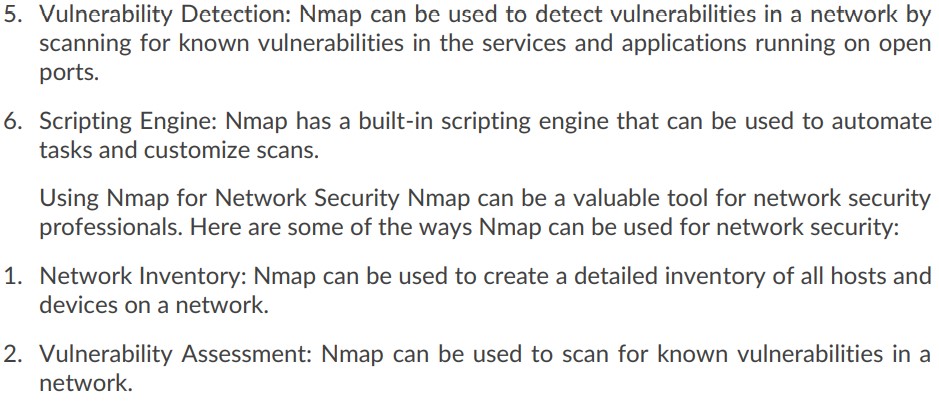 5. Vulnerability Detection: Nmap can be used to detect vulnerabilities in a network by
scanning for known vulnerabilities in the services and applications running on open
ports.
6. Scripting Engine: Nmap has a built-in scripting engine that can be used to automate
tasks and customize scans.
Using Nmap for Network Security Nmap can be a valuable tool for network security
professionals. Here are some of the ways Nmap can be used for network security:
1. Network Inventory: Nmap can be used to create a detailed inventory of all hosts and
devices on a network.
2. Vulnerability Assessment: Nmap can be used to scan for known vulnerabilities in a
network.